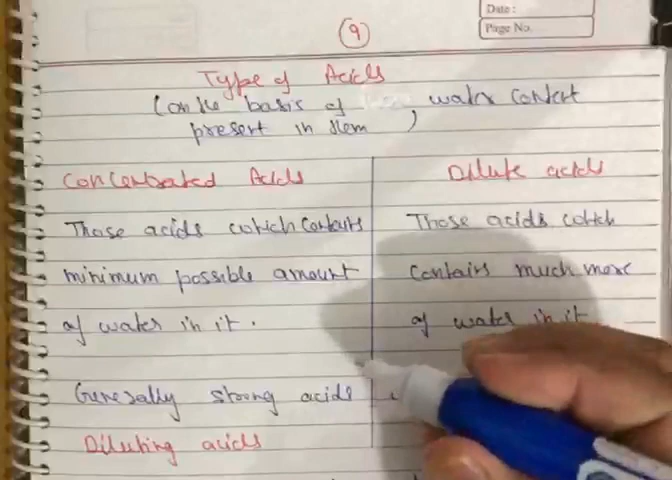 Date :
Page No.
9
Type of Acids
(on the basis of water content
present in them )
Concentrated Acids
Those acids which contains
minimum possible amount
of water in it .
Generally strong acids
Diluting acids
Dilute acids
Those acids which
contains much more
of water in it